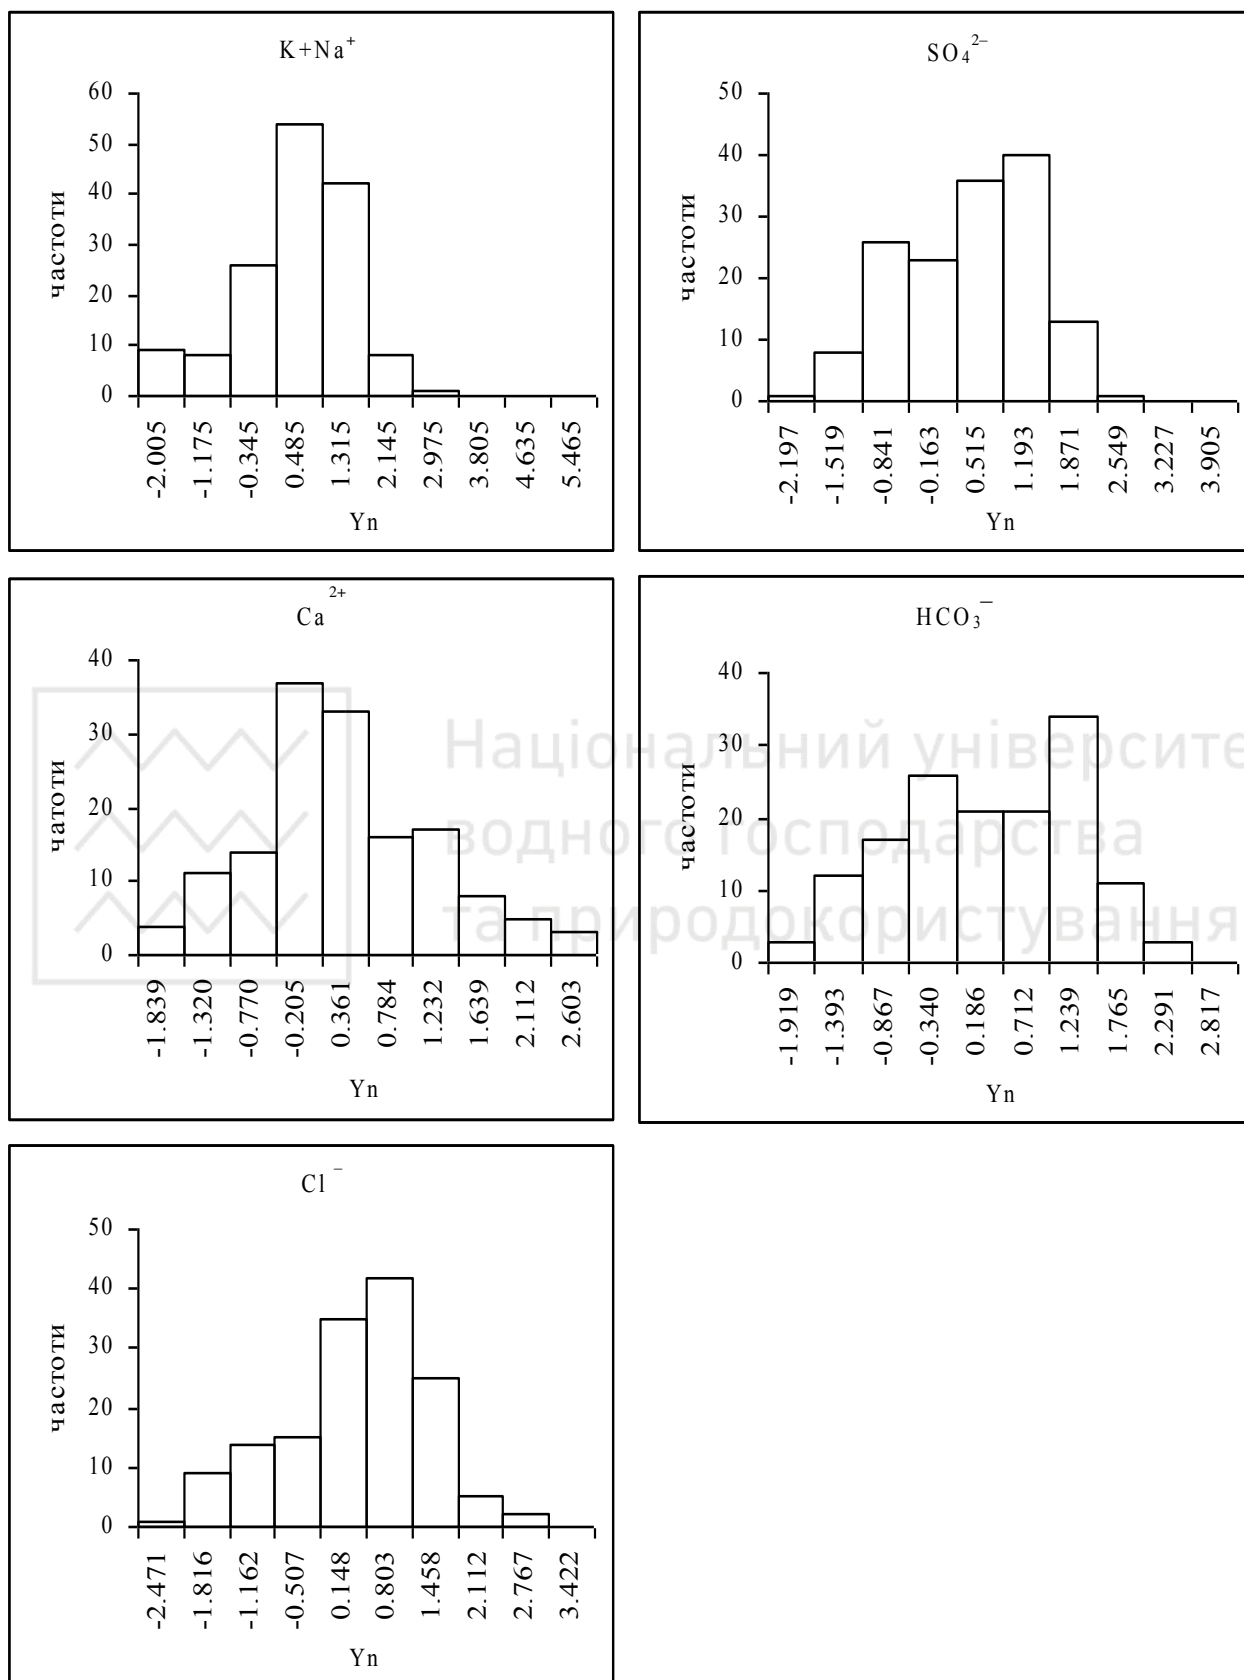 K+Na⁺
60
50
40
30
20
10
0
частоти
-2.005 -1.175 -0.345 0.485 1.315 2.145 2.975 3.805 4.635 5.465
Yn
SO₄²⁻
50
40
30
20
10
0
частоти
-2.197 -1.519 -0.841 -0.163 0.515 1.193 1.871 2.549 3.227 3.905
Yn
Ca²⁺
40
30
20
10
0
чатоти
-1.839 -1.320 -0.770 -0.205 0.361 0.784 1.232 1.639 2.112 2.603
Yn
HCO₃⁻
40
30
20
10
0
частоти
-1.919 -1.393 -0.867 -0.340 0.186 0.712 1.239 1.765 2.291 2.817
Yn
Національний університе
водного господарства
та природокористування
Cl⁻
50
40
30
20
10
0
частоти
-2.471 -1.816 -1.162 -0.507 0.148 0.803 1.458 2.112 2.767 3.422
Yn